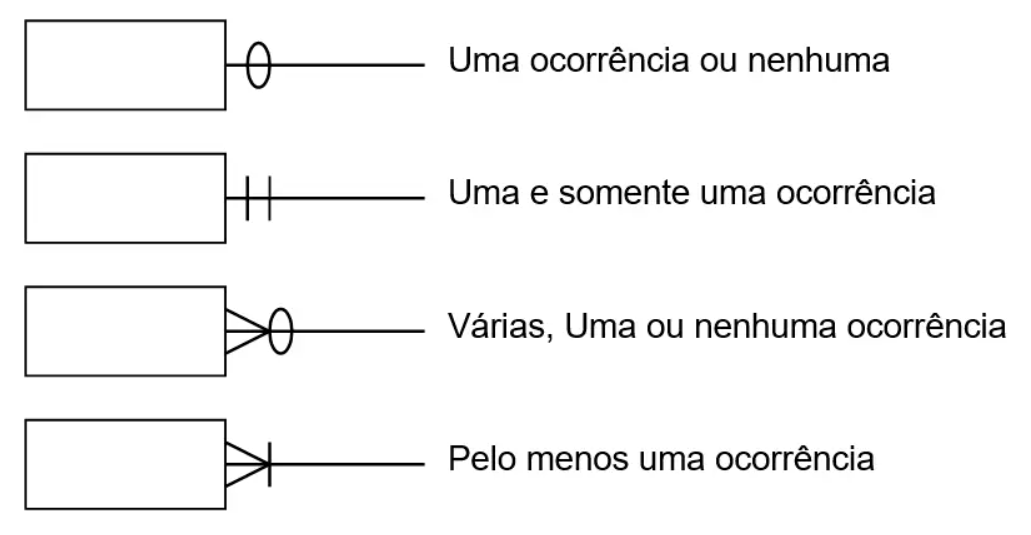 Uma ocorrência ou nenhuma
Uma e somente uma ocorrência
Várias, Uma ou nenhuma ocorrência
Pelo menos uma ocorrência